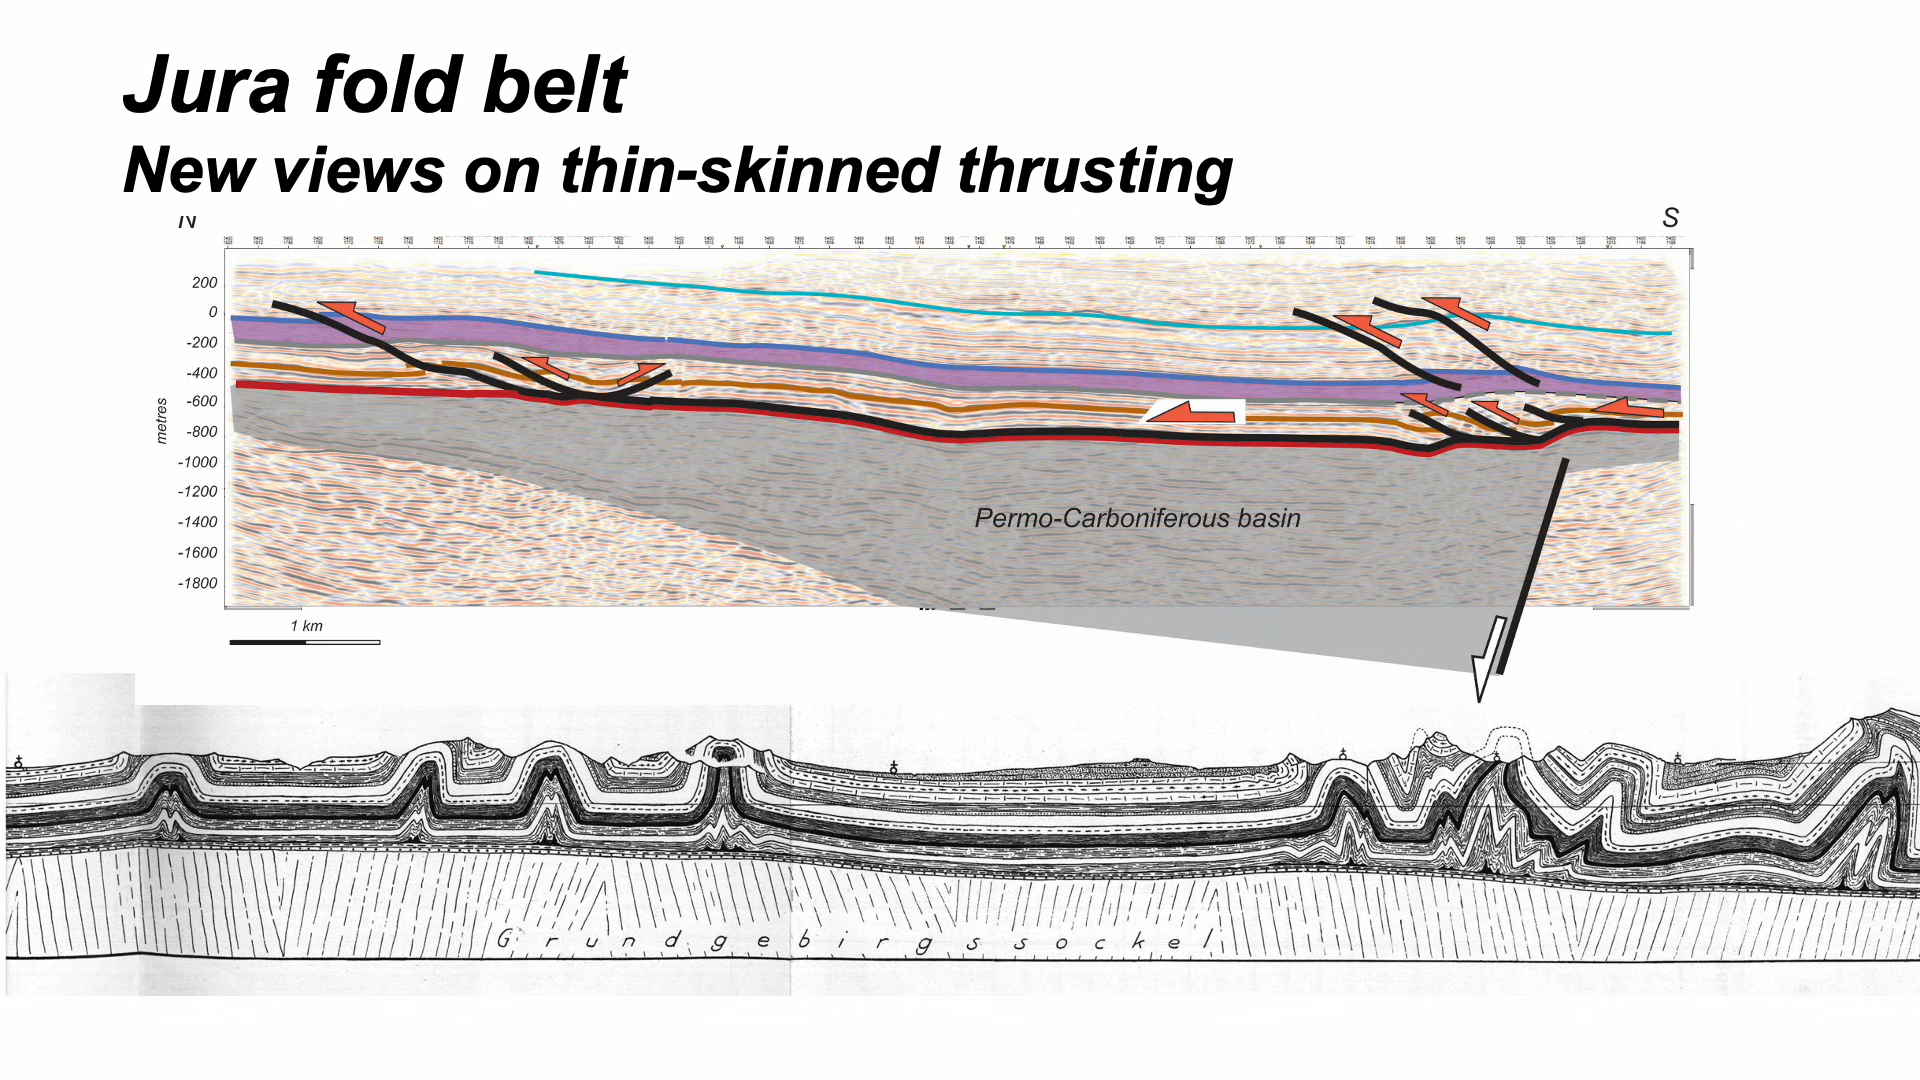 Jura fold belt
New views on thin-skinned thrusting
N
S
200
0
-200
-400
-600
-800
-1000
-1200
-1400
-1600
-1800
metres
Permo-Carboniferous basin
1 km
Grundgebirgssockel